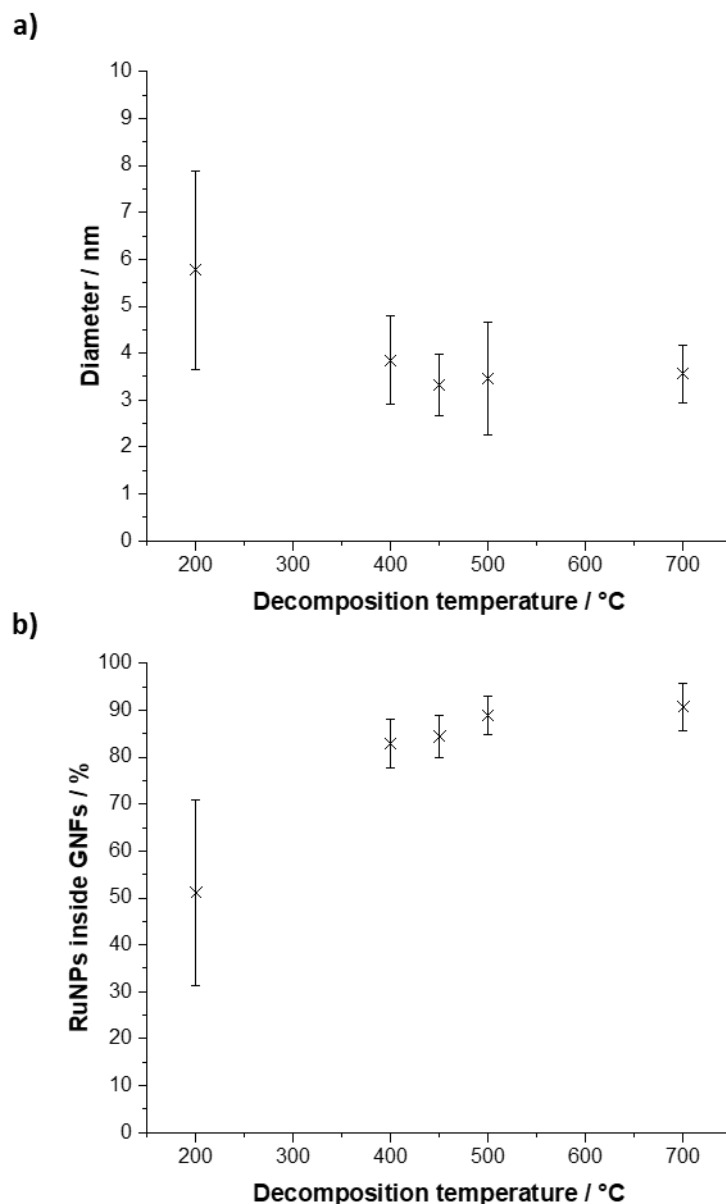 a)
10
9
8
7
6
5
4
3
2
1
0
Diameter / nm
200 300 400 500 600 700
Decomposition temperature / °C
b)
100
90
80
70
60
50
40
30
20
10
0
RuNPs inside GNFs / %
200 300 400 500 600 700
Decomposition temperature / °C